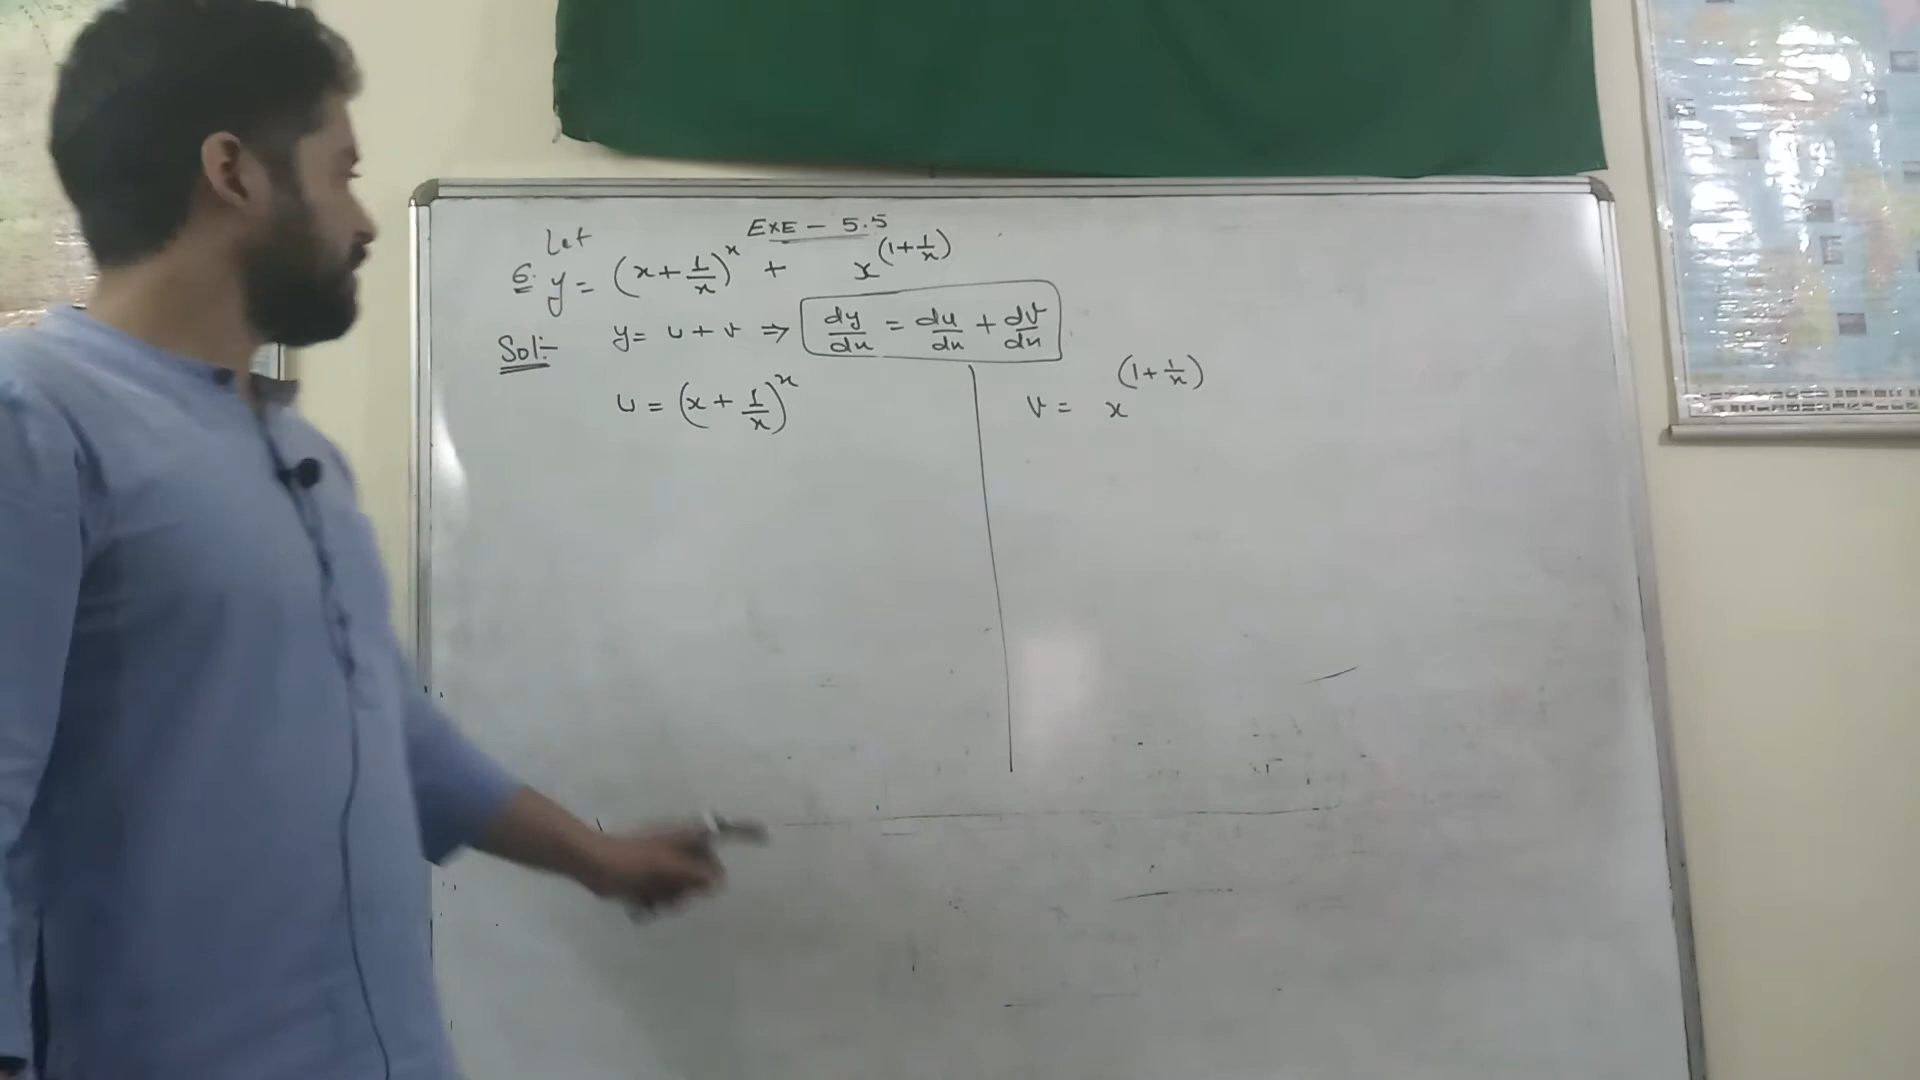 EXE - 5.5
Let
6. y = (x + 1/x)^x + x^(1 + 1/x)
Sol:- y = u + v ⇒ dy/dx = du/dx + dv/dx
u = (x + 1/x)^x
v = x^(1 + 1/x)